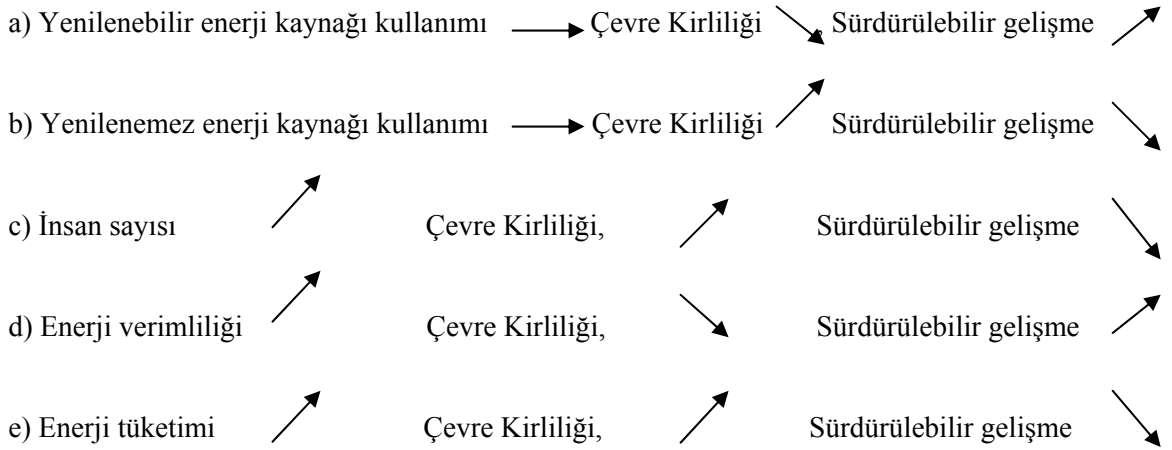 a) Yenilenebilir enerji kaynağı kullanımı Çevre Kirliliği , Sürdürülebilir gelişme
b) Yenilenemez enerji kaynağı kullanımı Çevre Kirliliği Sürdürülebilir gelişme
c) İnsan sayısı Çevre Kirliliği, Sürdürülebilir gelişme
d) Enerji verimliliği Çevre Kirliliği, Sürdürülebilir gelişme
e) Enerji tüketimi Çevre Kirliliği, Sürdürülebilir gelişme